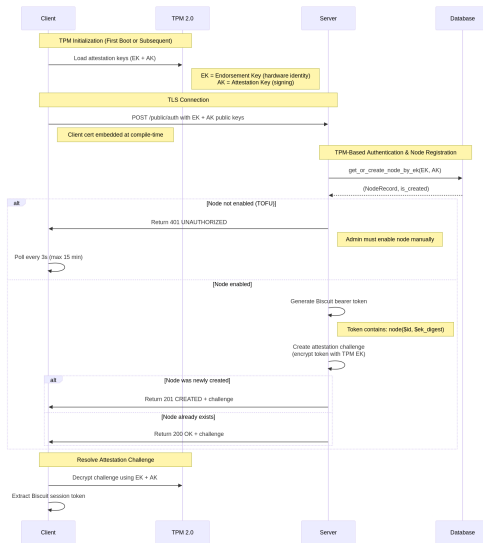 Client
TPM 2.0
Server
Database
TPM Initialization (First Boot or Subsequent)
Load attestation keys (EK + AK)
EK = Endorsement Key (hardware identity)
AK = Attestation Key (signing)
TLS Connection
POST /public/auth with EK + AK public keys
Client cert embedded at compile-time
TPM-Based Authentication & Node Registration
get_or_create_node_by_ek(EK, AK)
(NodeRecord, is_created)
alt
[Node not enabled (TOFU)]
Return 401 UNAUTHORIZED
Admin must enable node manually
Poll every 3s (max 15 min)
[Node enabled]
Generate Biscuit bearer token
Token contains: node($id, $ek_digest)
Create attestation challenge
(encrypt token with TPM EK)
alt
[Node was newly created]
Return 201 CREATED + challenge
[Node already exists]
Return 200 OK + challenge
Resolve Attestation Challenge
Decrypt challenge using EK + AK
Extract Biscuit session token
Client
TPM 2.0
Server
Database